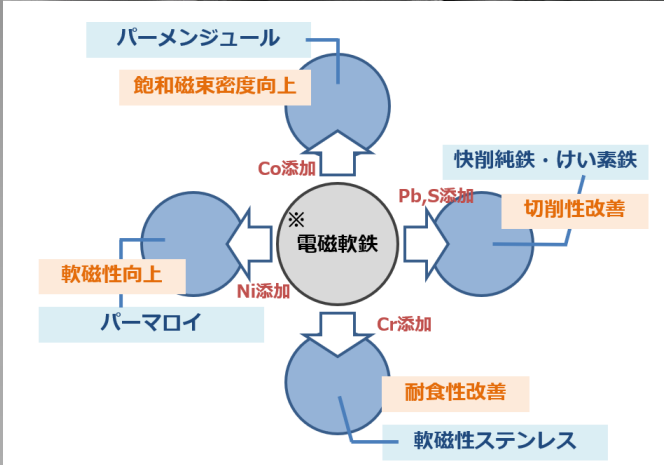 パーメンジュール
飽和磁束密度向上
Co添加
快削純鉄・けい素鉄
Pb,S添加
切削性改善
※
電磁軟鉄
軟磁性向上
Ni添加
パーマロイ
Cr添加
耐食性改善
軟磁性ステンレス